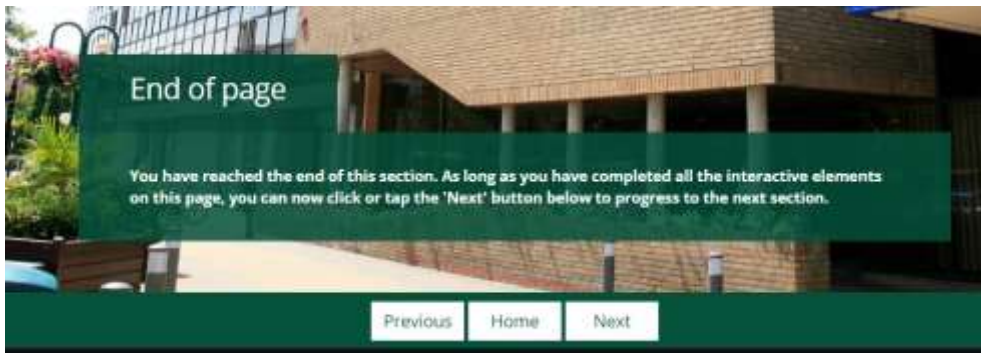 End of page
You have reached the end of this section. As long as you have completed all the interactive elements
on this page, you can now click or tap the 'Next' button below to progress to the next section.
Previous Home Next